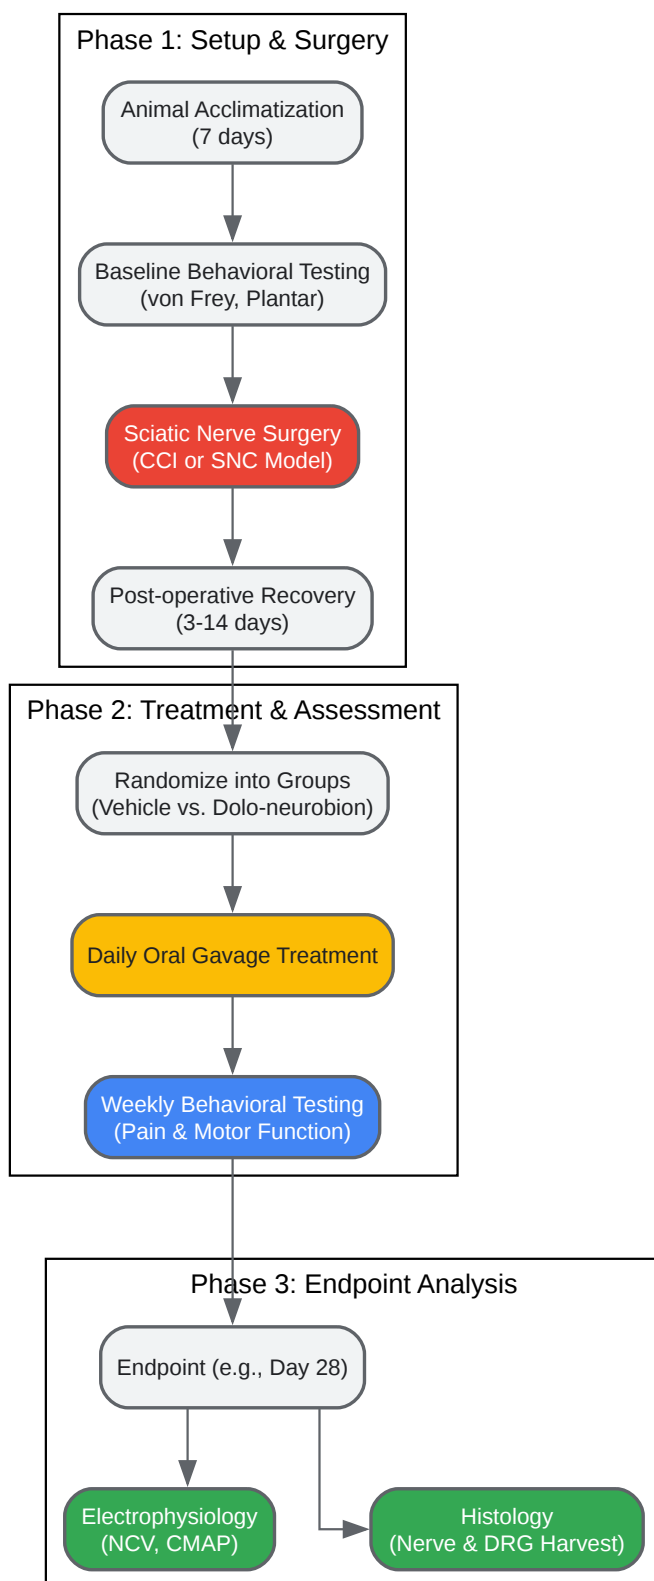 Phase 1: Setup & Surgery
Animal Acclimatization
(7 days)
Baseline Behavioral Testing
(von Frey, Plantar)
Sciatic Nerve Surgery
(CCI or SNC Model)
Post-operative Recovery
(3-14 days)
Phase 2: Treatment & Assessment
Randomize into Groups
(Vehicle vs. Dolo-neurobion)
Daily Oral Gavage Treatment
Weekly Behavioral Testing
(Pain & Motor Function)
Phase 3: Endpoint Analysis
Endpoint (e.g., Day 28)
Electrophysiology
(NCV, CMAP)
Histology
(Nerve & DRG Harvest)